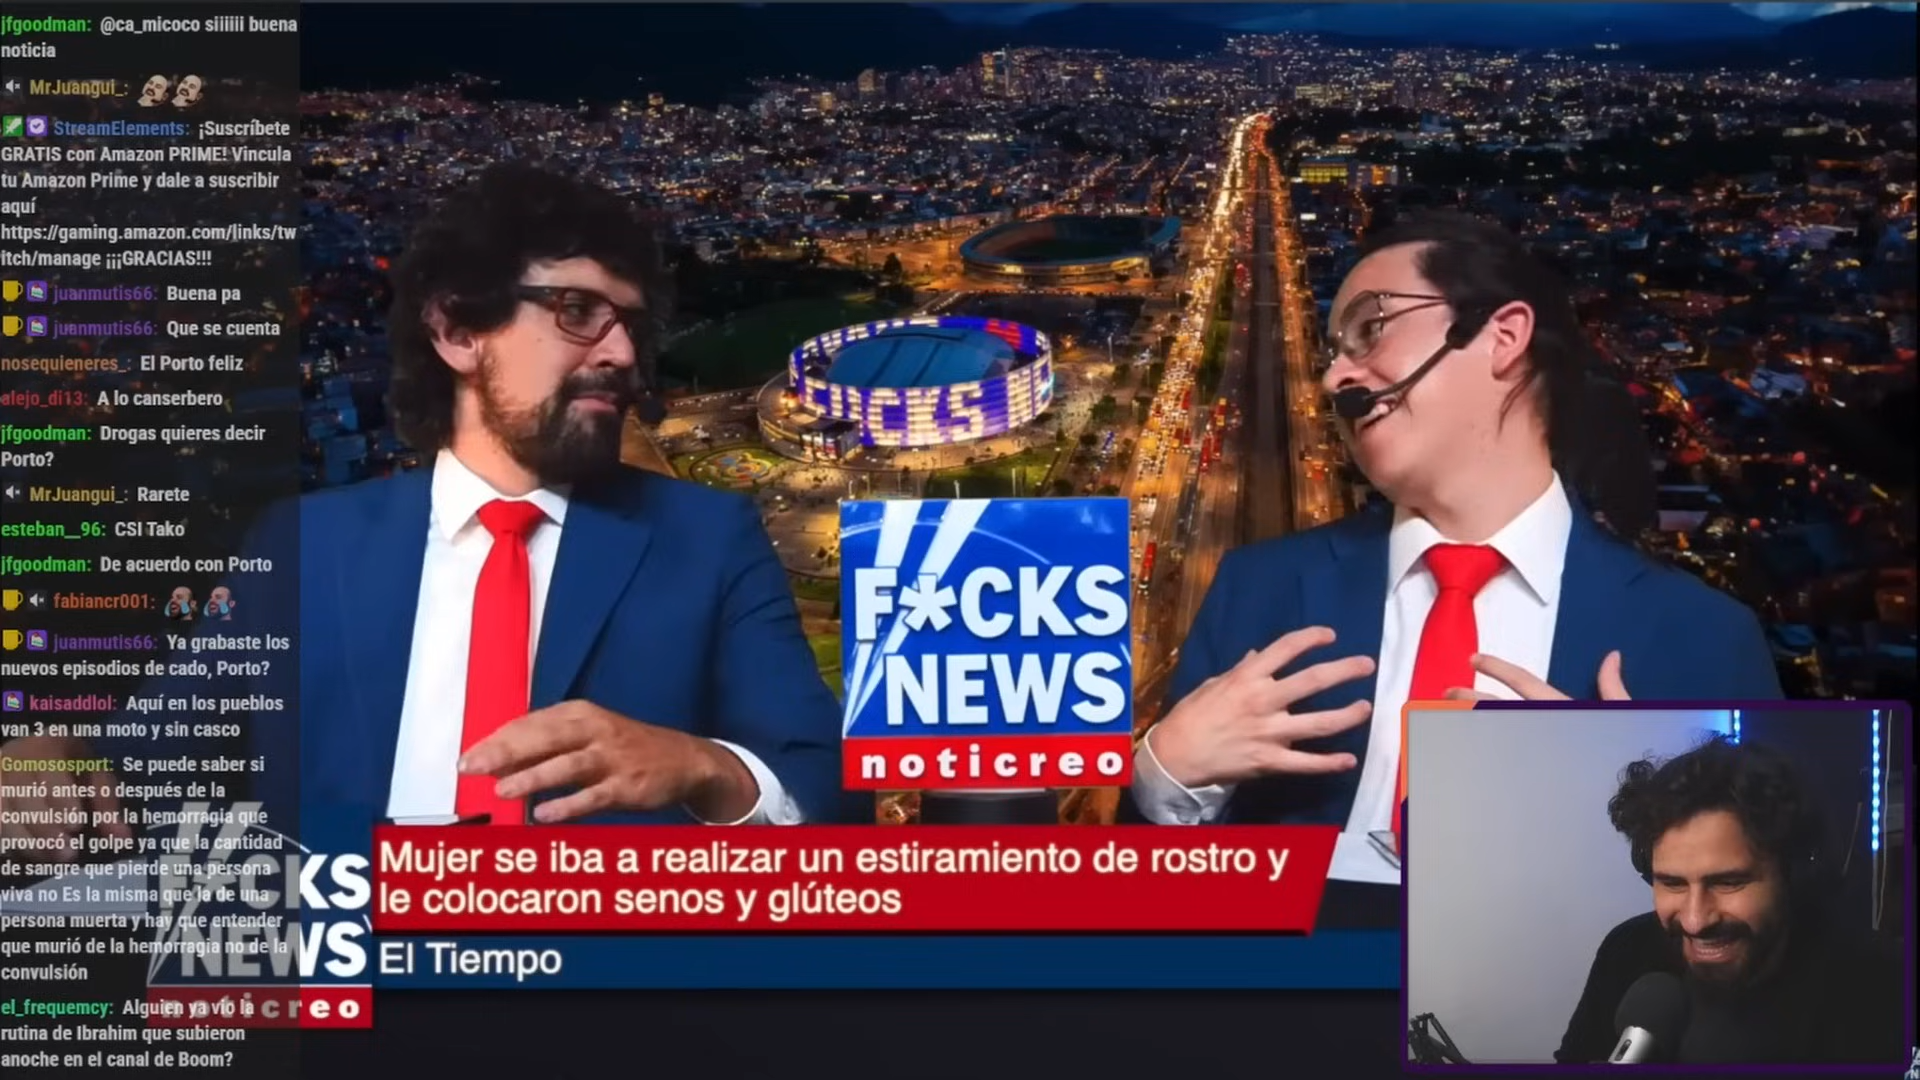 jfgoodman: @ca_micoco siiiiii buena
noticia
MrJuangui_:
StreamElements: ¡Suscríbete
GRATIS con Amazon PRIME! Vincula
tu Amazon Prime y dale a suscribir
aquí
https://gaming.amazon.com/links/tw
itch/manage ¡¡¡GRACIAS!!!
juanmutis66: Buena pa
juanmutis66: Que se cuenta
nosequieneres_: El Porto feliz
alejo_di13: A lo canserbero
jfgoodman: Drogas quieres decir
Porto?
MrJuangui_: Rarete
esteban__96: CSI Tako
jfgoodman: De acuerdo con Porto
fabiancr001:
juanmutis66: Ya grabaste los
nuevos episodios de cado, Porto?
kaisaddlol: Aquí en los pueblos
van 3 en una moto y sin casco
Gomososport: Se puede saber si
murió antes o después de la
convulsión por la hemorragia que
provocó el golpe ya que la cantidad
de sangre que pierde una persona
viva no Es la misma que la de una
persona muerta y hay que entender
que murió de la hemorragia no de la
convulsión
el_frequemcy: Alguien ya vio la
rutina de Ibrahim que subieron
anoche en el canal de Boom?
F*CKS
NEWS
noticreo
F*CKS
NEWS
noticreo
Mujer se iba a realizar un estiramiento de rostro y
le colocaron senos y glúteos
El Tiempo